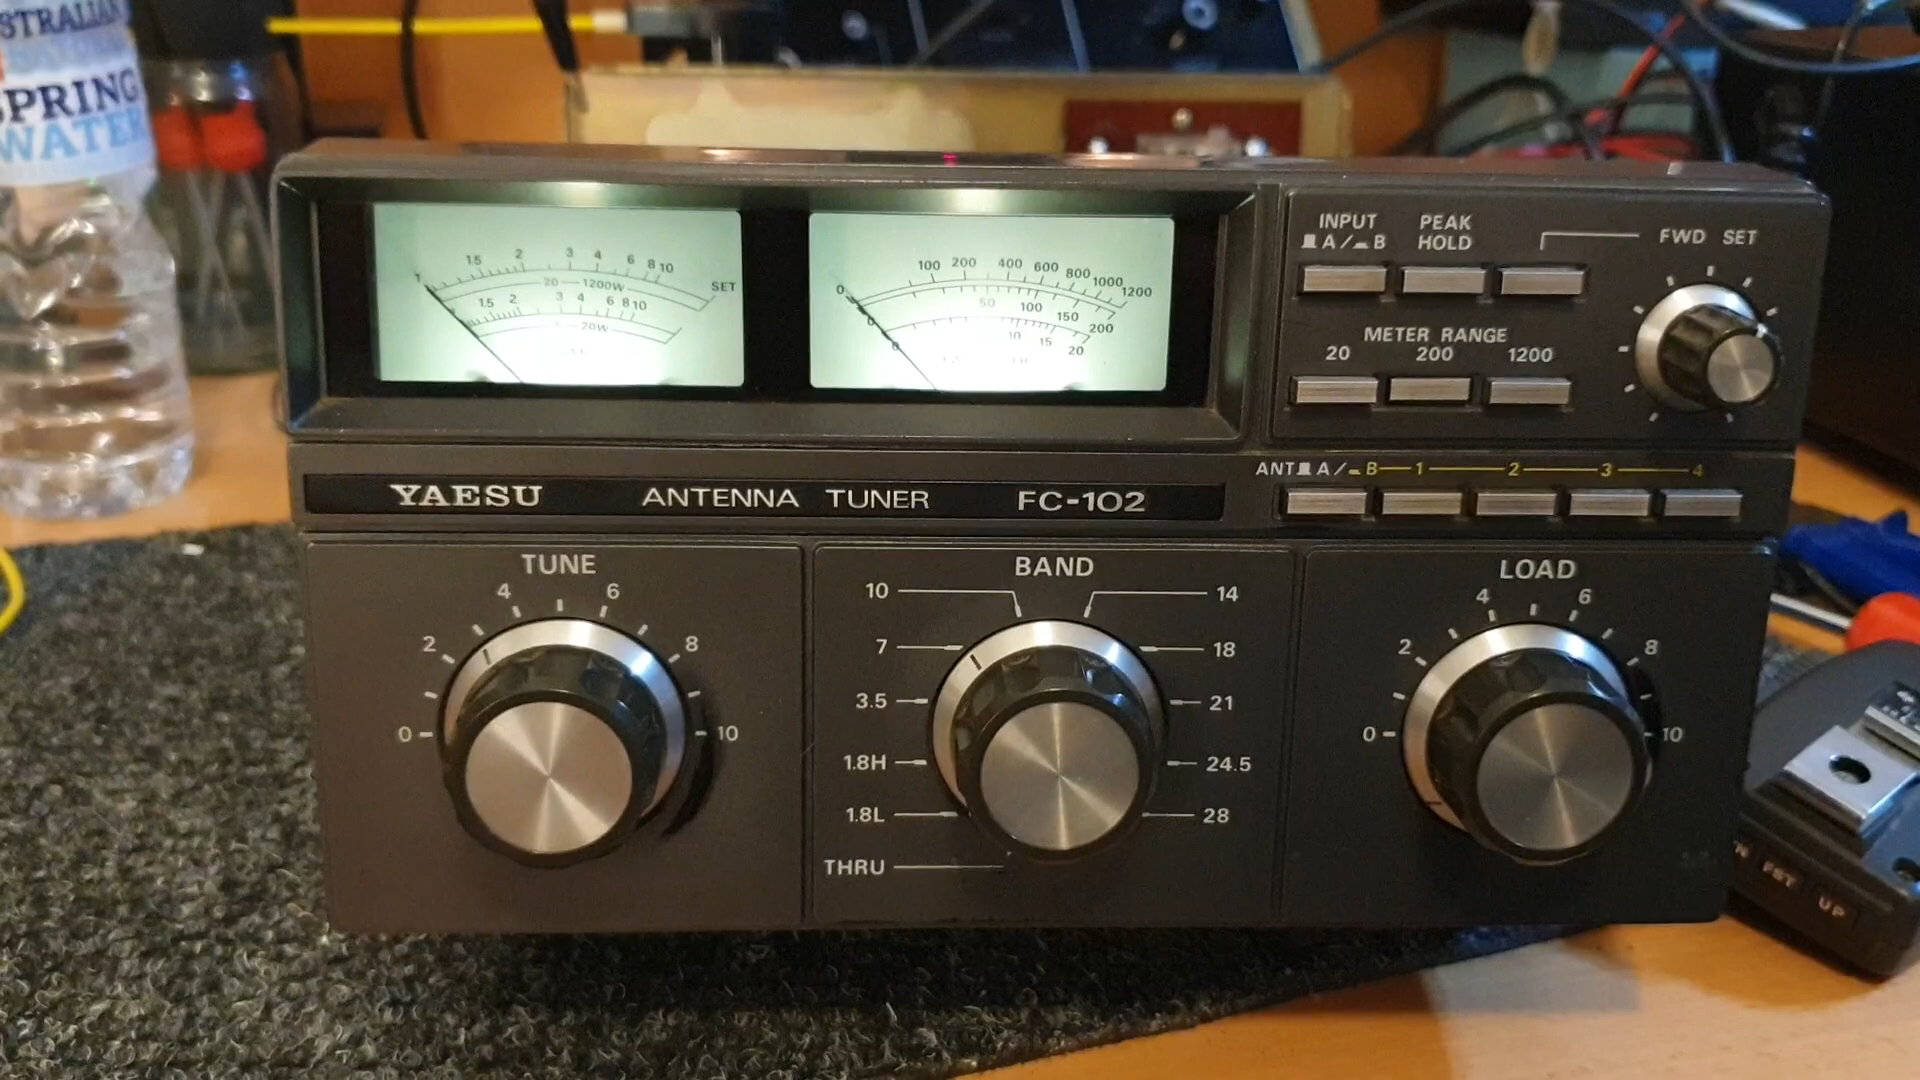 STRALIAN
SPRING
WATER
INPUT
A / B
PEAK
HOLD
FWD SET
METER RANGE
20 200 1200
1 1.5 2 3 4 6 8 10 SET
20 — 1200W
1.5 2 3 4 6 8 10
20W
0 100 200 400 600 800 1000 1200
0 50 100 150 200
0 10 15 20
ANT A / B 1 2 3 4
YAESU ANTENNA TUNER FC-102
TUNE
0 2 4 6 8 10
BAND
10 14
7 18
3.5 21
1.8H 24.5
1.8L 28
THRU
LOAD
0 2 4 6 8 10
FST
UP